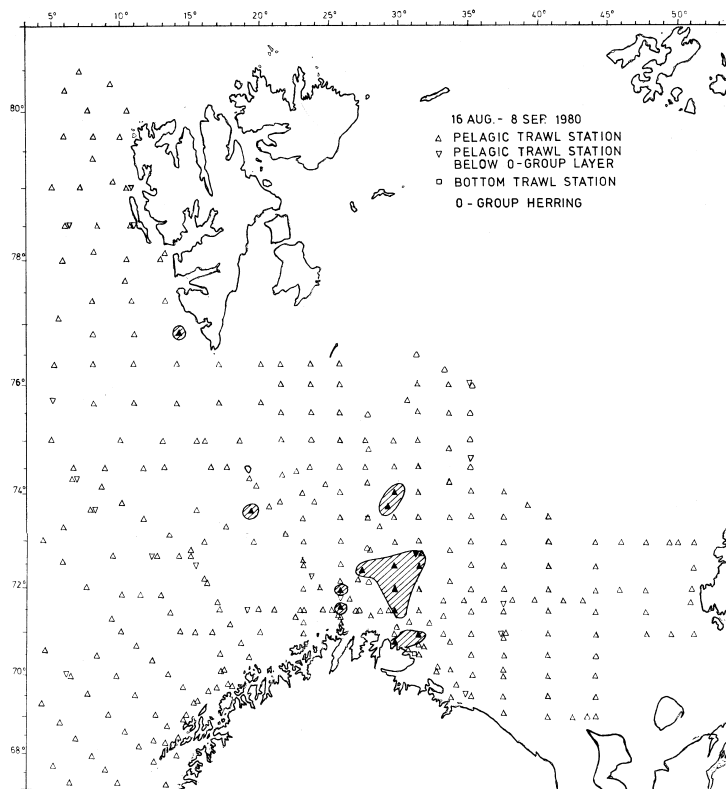 5° 10° 15° 20° 25° 30° 35° 40° 45° 50°
80°
16 AUG. - 8 SEP. 1980
△ PELAGIC TRAWL STATION
▽ PELAGIC TRAWL STATION
BELOW 0-GROUP LAYER
□ BOTTOM TRAWL STATION
0 - GROUP HERRING
78°
76°
74°
72°
70°
68°